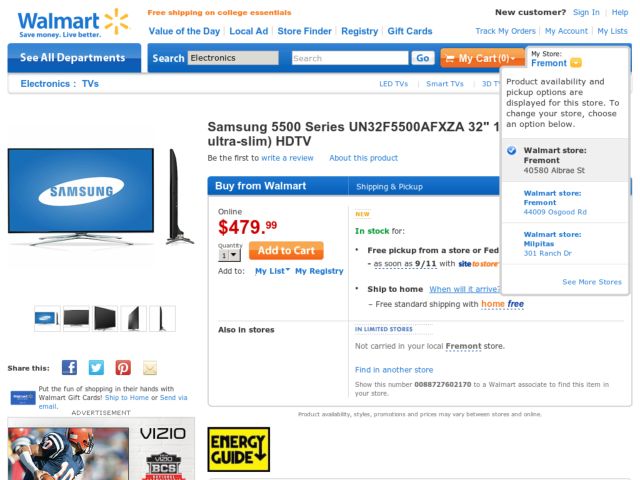 Walmart
Save money. Live better.
Free shipping on college essentials
New customer? Sign In | Help
Value of the Day | Local Ad | Store Finder | Registry | Gift Cards
Track My Orders | My Account | My Lists
See All Departments
Search Electronics GO
My Cart (0)
My Store:
Fremont
Electronics : TVs
LED TVs | Smart TVs | 3D
Product availability and
pickup options are
displayed for this store. To
change your store, choose
an option below.
Walmart store:
Fremont
40580 Albrae St
Walmart store:
Fremont
44009 Osgood Rd
Walmart store:
Milpitas
301 Ranch Dr
See More Stores
Samsung 5500 Series UN32F5500AFXZA 32" 1
ultra-slim) HDTV
Be the first to write a review About this product
SAMSUNG
Buy from Walmart
Shipping & Pickup
Online
$479.99
Quantity
1
Add to Cart
Add to: My List My Registry
NEW
In stock for:
• Free pickup from a store or Fed
– as soon as 9/11 with site to store
• Ship to home When will it arrive?
– Free standard shipping with home free
Also in stores
IN LIMITED STORES
Not carried in your local Fremont store.
Find in another store
Show this number 0088727602170 to a Walmart associate to find this item in
your store.
Product availability, styles, promotions and prices may vary between stores and online.
Share this:
Put the fun of shopping in their hands with
Walmart Gift Cards! Ship to Home or Send via
email.
ADVERTISEMENT
VIZIO
VIZIO
BCS
ENERGY
GUIDE